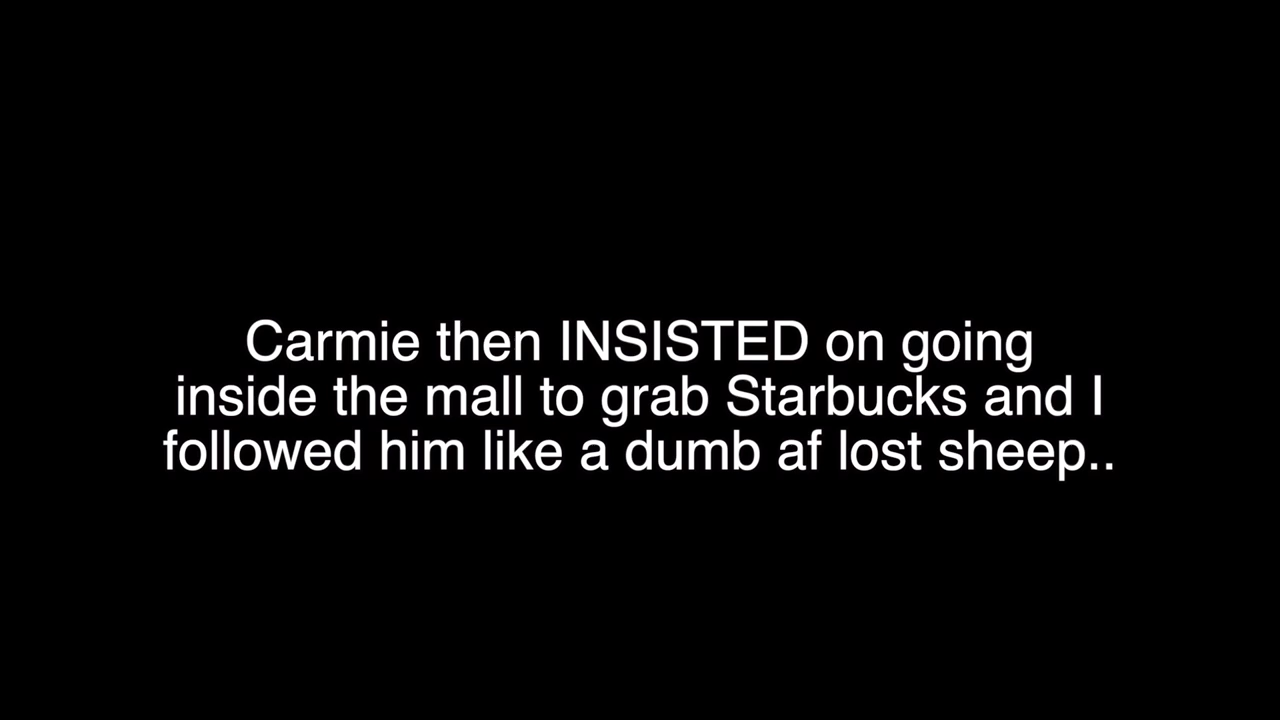 Carmie then INSISTED on going
inside the mall to grab Starbucks and I
followed him like a dumb af lost sheep..